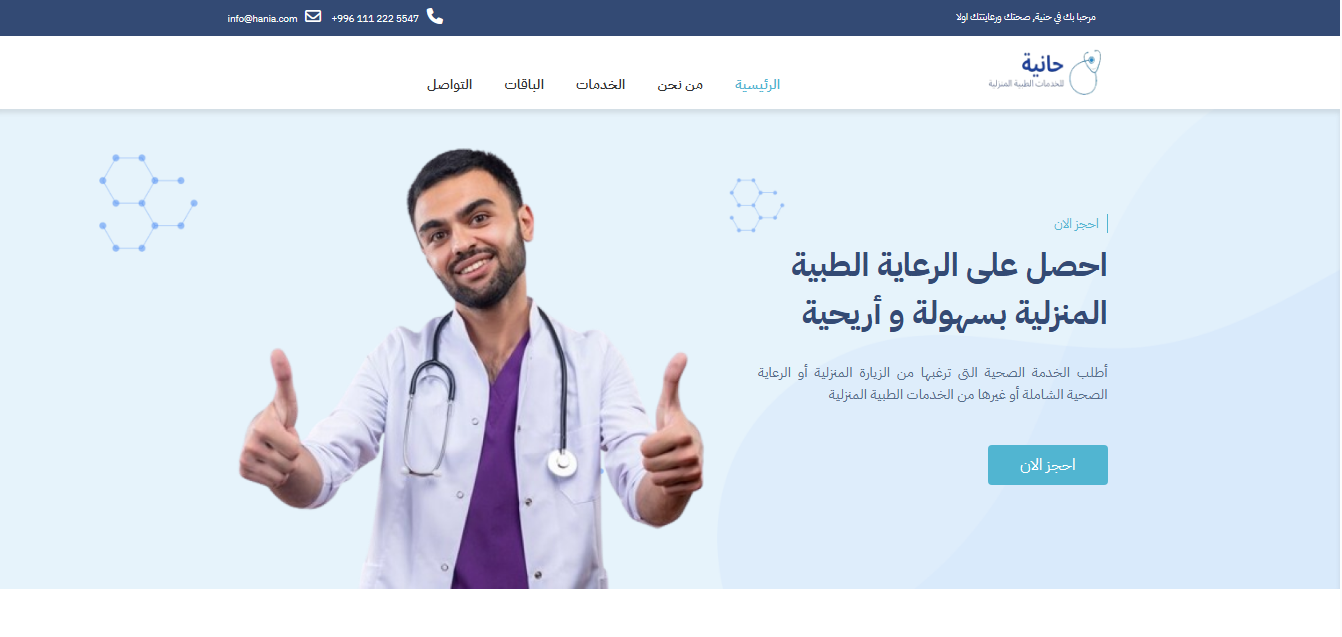 مرحبا بك في حنية, صحتك ورعايتتك اولا
+996 111 222 5547
info@hania.com
حانية
للخدمات الطبية المنزلية
الرئيسية من نحن الخدمات الباقات التواصل
احجز الان
احصل على الرعاية الطبية
المنزلية بسهولة و أريحية
أطلب الخدمة الصحية التى ترغبها من الزيارة المنزلية أو الرعاية
الصحية الشاملة أو غيرها من الخدمات الطبية المنزلية
احجز الان